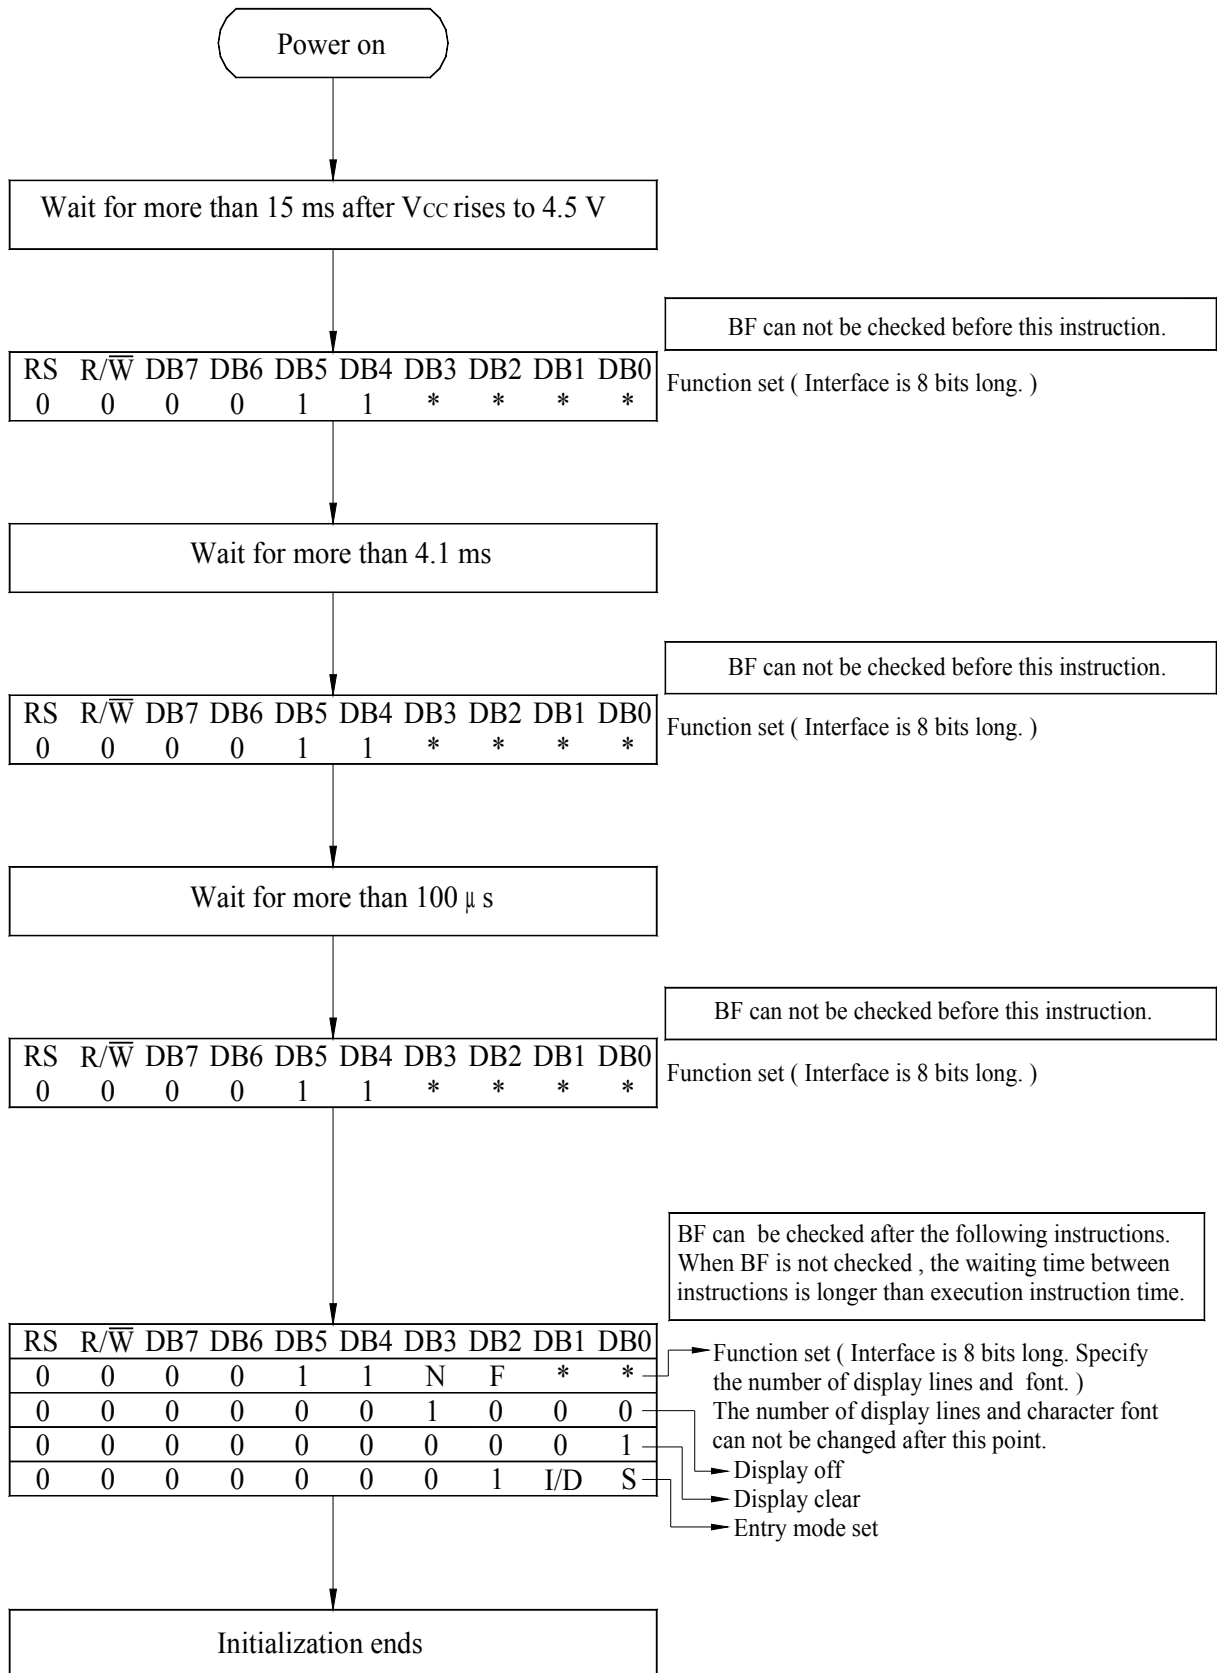 Power on
Wait for more than 15 ms after VCC rises to 4.5 V
BF can not be checked before this instruction.
RS R/W̅ DB7 DB6 DB5 DB4 DB3 DB2 DB1 DB0
0 0 0 0 1 1 * * * *
Function set ( Interface is 8 bits long. )
Wait for more than 4.1 ms
BF can not be checked before this instruction.
RS R/W̅ DB7 DB6 DB5 DB4 DB3 DB2 DB1 DB0
0 0 0 0 1 1 * * * *
Function set ( Interface is 8 bits long. )
Wait for more than 100 μ s
BF can not be checked before this instruction.
RS R/W̅ DB7 DB6 DB5 DB4 DB3 DB2 DB1 DB0
0 0 0 0 1 1 * * * *
Function set ( Interface is 8 bits long. )
BF can be checked after the following instructions.
When BF is not checked , the waiting time between
instructions is longer than execution instruction time.
RS R/W̅ DB7 DB6 DB5 DB4 DB3 DB2 DB1 DB0
0 0 0 0 1 1 N F * *
0 0 0 0 0 0 1 0 0 0
0 0 0 0 0 0 0 0 0 1
0 0 0 0 0 0 0 1 I/D S
Function set ( Interface is 8 bits long. Specify
the number of display lines and font. )
The number of display lines and character font
can not be changed after this point.
Display off
Display clear
Entry mode set
Initialization ends